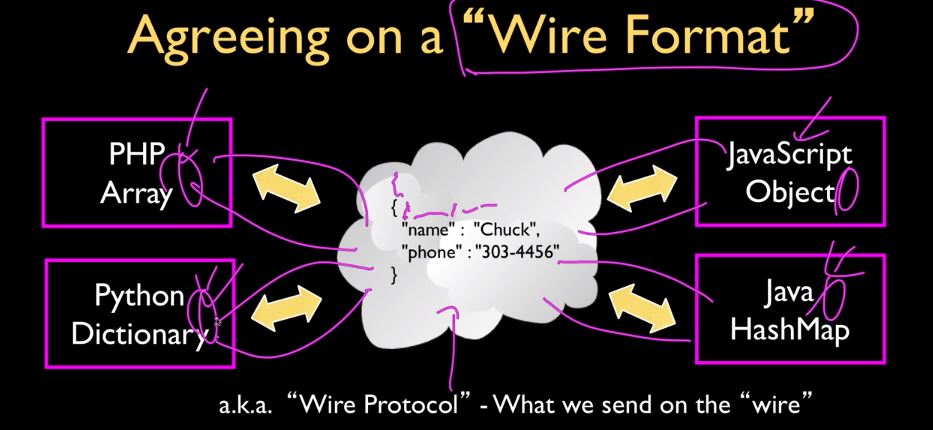 Agreeing on a “Wire Format”
PHP
Array
Python
Dictionary
{
"name" : "Chuck",
"phone" : "303-4456"
}
JavaScript
Object
Java
HashMap
a.k.a. “Wire Protocol” - What we send on the “wire”